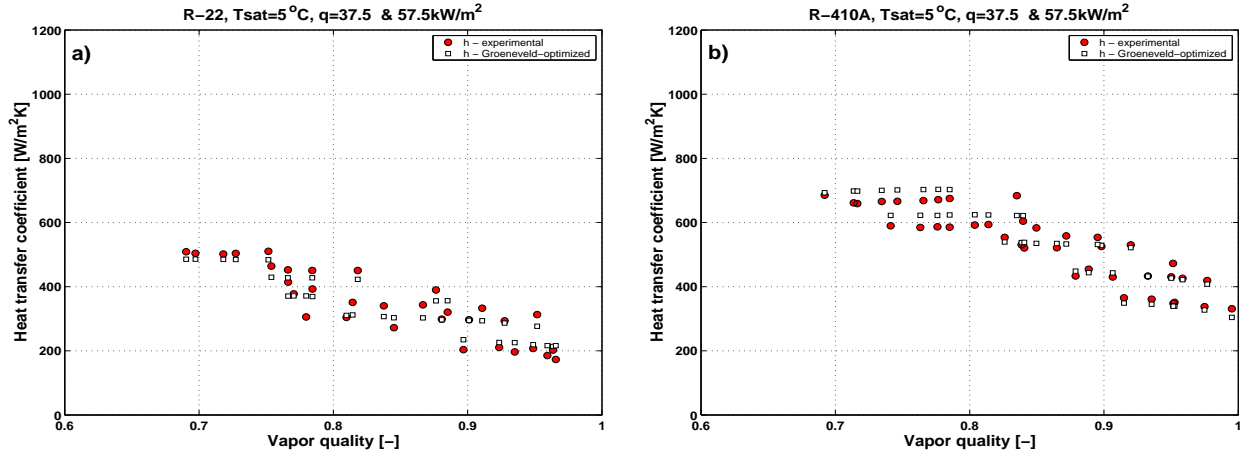 R−22, Tsat=5°C, q=37.5 & 57.5kW/m²
a)
h − experimental
h − Groeneveld−optimized
Heat transfer coefficient [W/m²K]
1200
1000
800
600
400
200
0
0.6 0.7 0.8 0.9 1
Vapor quality [−]
R−410A, Tsat=5°C, q=37.5 & 57.5kW/m²
b)
h − experimental
h − Groeneveld−optimized
Heat transfer coefficient [W/m²K]
1200
1000
800
600
400
200
0
0.6 0.7 0.8 0.9 1
Vapor quality [−]